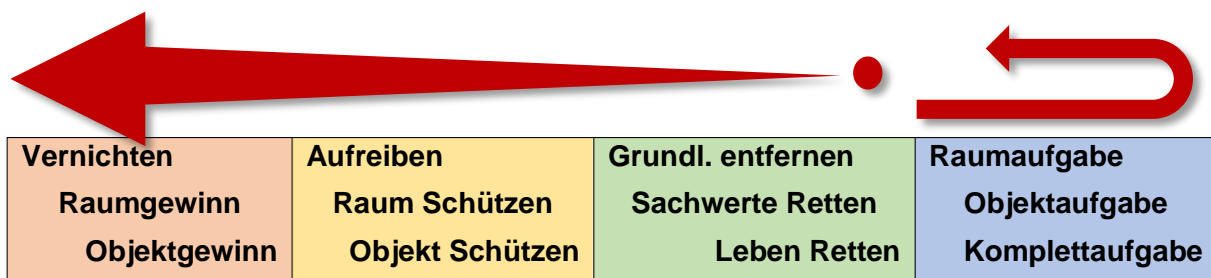 Vernichten
Raumgewinn
Objektgewinn
Aufreiben
Raum Schützen
Objekt Schützen
Grundl. entfernen
Sachwerte Retten
Leben Retten
Raumaufgabe
Objektaufgabe
Komplettaufgabe